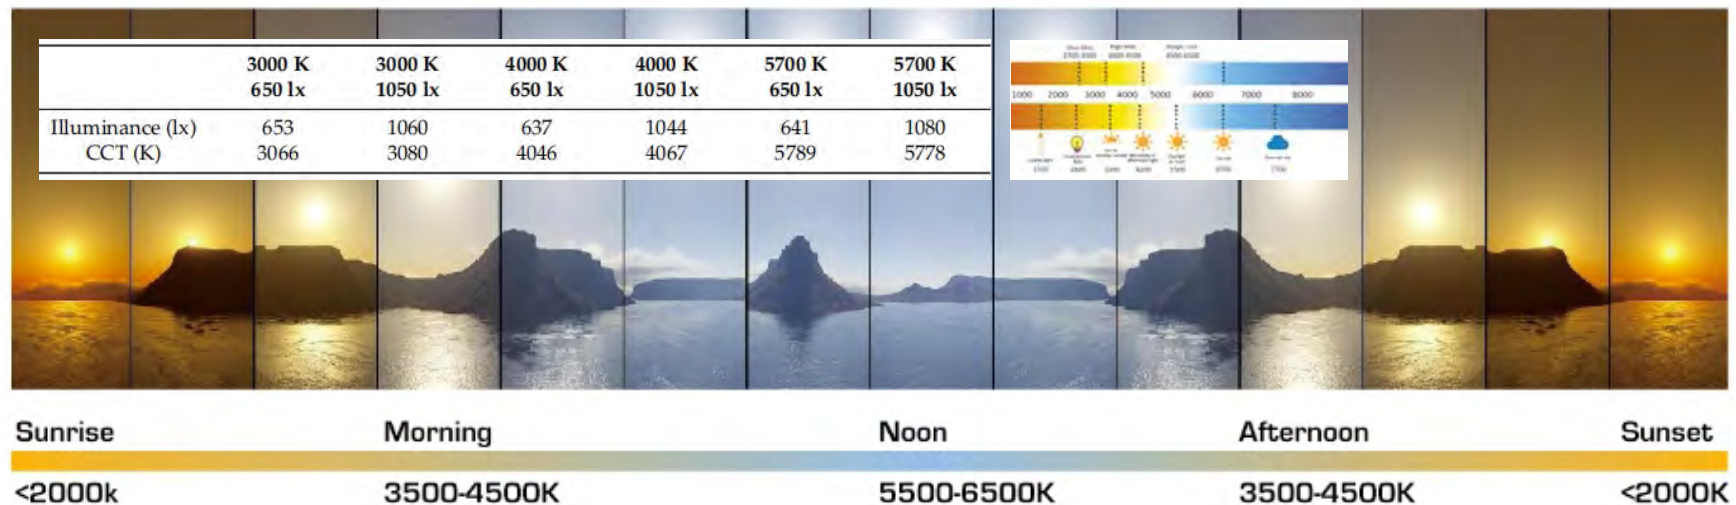 3000 K 3000 K 4000 K 4000 K 5700 K 5700 K
650 lx 1050 lx 650 lx 1050 lx 650 lx 1050 lx
Illuminance (lx) 653 1060 637 1044 641 1080
CCT (K) 3066 3080 4046 4067 5789 5778
1000 2000 3000 4000 5000 6000 7000 8000
Sunrise Morning Noon Afternoon Sunset
<2000k 3500-4500K 5500-6500K 3500-4500K <2000K